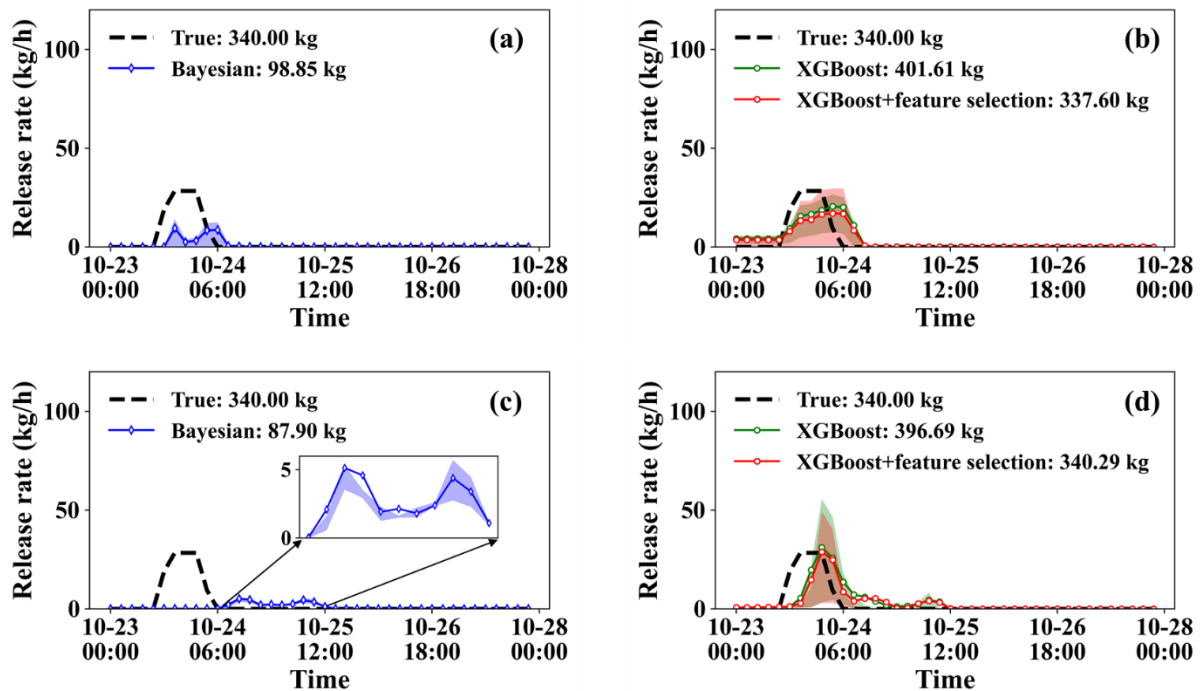 (a)
Release rate (kg/h)
100
50
0
True: 340.00 kg
Bayesian: 98.85 kg
10-23 10-24 10-25 10-26 10-28
00:00 06:00 12:00 18:00 00:00
Time
(b)
Release rate (kg/h)
100
50
0
True: 340.00 kg
XGBoost: 401.61 kg
XGBoost+feature selection: 337.60 kg
10-23 10-24 10-25 10-26 10-28
00:00 06:00 12:00 18:00 00:00
Time
(c)
Release rate (kg/h)
100
50
0
True: 340.00 kg
Bayesian: 87.90 kg
5
0
10-23 10-24 10-25 10-26 10-28
00:00 06:00 12:00 18:00 00:00
Time
(d)
Release rate (kg/h)
100
50
0
True: 340.00 kg
XGBoost: 396.69 kg
XGBoost+feature selection: 340.29 kg
10-23 10-24 10-25 10-26 10-28
00:00 06:00 12:00 18:00 00:00
Time